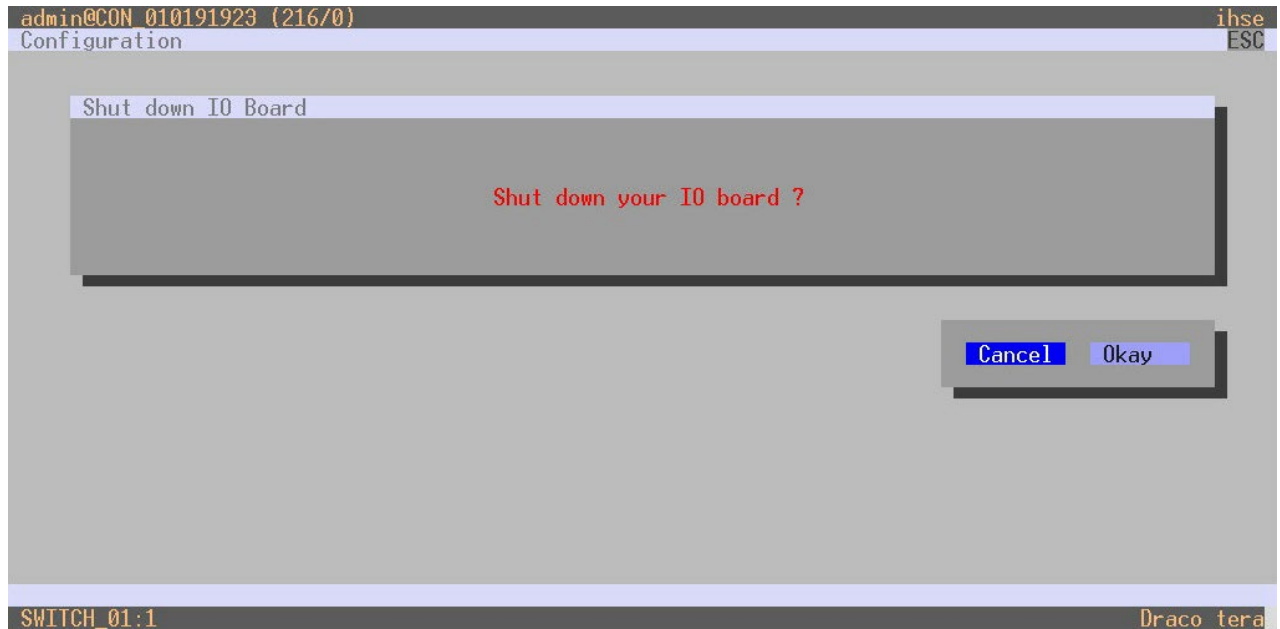 admin@CON_010191923 (216/0) ihse
Configuration ESC
Shut down IO Board
Shut down your IO board ?
Cancel Okay
SWITCH_01:1 Draco tera